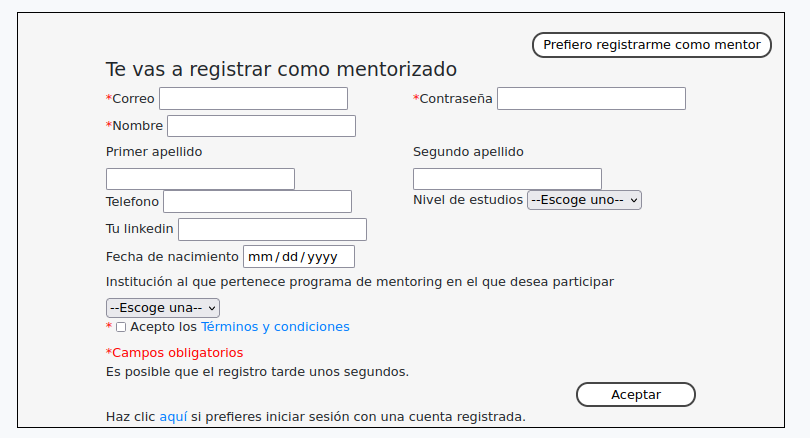 Prefiero registrarme como mentor
Te vas a registrar como mentorizado
*Correo *Contraseña
*Nombre
Primer apellido Segundo apellido
Telefono Nivel de estudios --Escoge uno--
Tu linkedin
Fecha de nacimiento mm/dd/yyyy
Institución al que pertenece programa de mentoring en el que desea participar
--Escoge una--
* Acepto los Términos y condiciones
*Campos obligatorios
Es posible que el registro tarde unos segundos.
Aceptar
Haz clic aquí si prefieres iniciar sesión con una cuenta registrada.